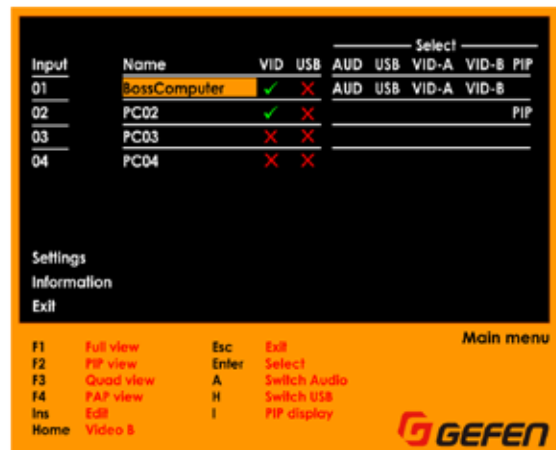 Select
Input Name VID USB AUD USB VID-A VID-B PIP
01 BossComputer AUD USB VID-A VID-B
02 PC02 PIP
03 PC03
04 PC04
Settings
Information
Exit
Main menu
F1 Full view Esc Exit
F2 PIP view Enter Select
F3 Quad view A Switch Audio
F4 PAP view H Switch USB
Ins Edit I PIP display
Home Video B
GEFEN